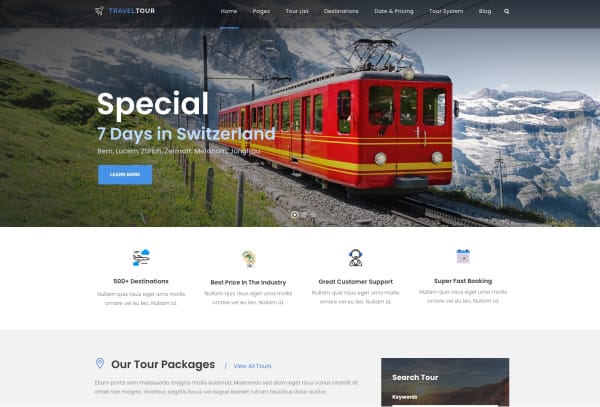 TRAVELTOUR
Home Pages Tour List Destinations Date & Pricing Tour System Blog
Special
7 Days in Switzerland
Bern, Lucern, Zürich, Zermatt, Metahorn, Jungfrau
LEARN MORE
500+ Destinations
Nullam quis risus eget urna mollis
ornare vel eu leo. Nullam id.
Best Price In The Industry
Nullam quis risus eget urna mollis
ornare vel eu leo. Nullam id.
Great Customer Support
Nullam quis risus eget urna mollis
ornare vel eu leo. Nullam id.
Super Fast Booking
Nullam quis risus eget urna mollis
ornare vel eu leo. Nullam id.
Our Tour Packages / View All Tours
Etiam porta sem malesuada magna mollis euismod. Maecenas sed diam eget risus varius blandit sit
amet non magna. Vivamus sagittis lacus vel augue laoreet rutrum faucibus dolor auctor.
Search Tour
Keywords